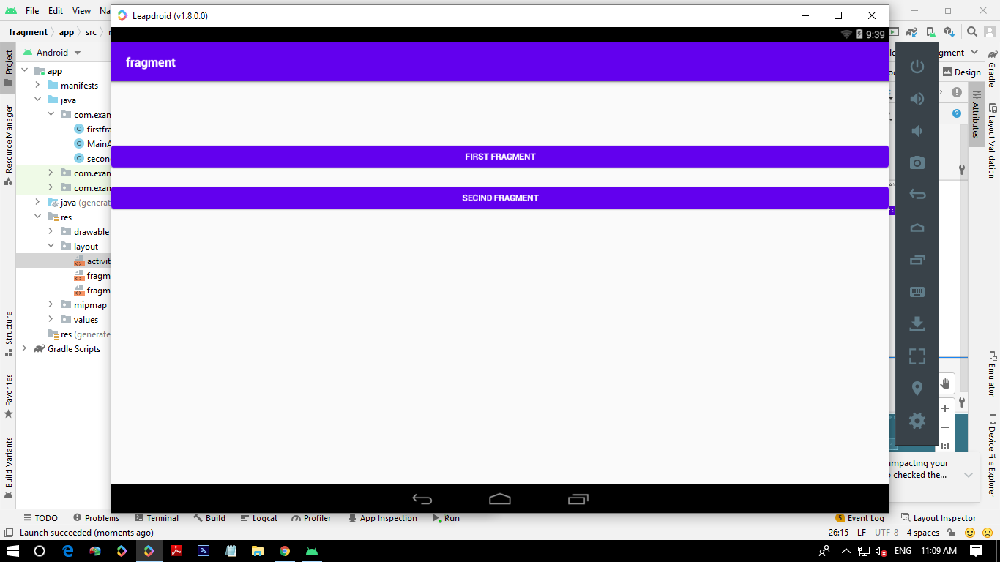 File Edit View Na
Leapdroid (v1.8.0.0)
fragment app src
9:39
Android
fragment
gment
Design
app
manifests
java
com.exan
firstfra
MainA
secon
com.exan
com.exan
java (generat
res
drawable
layout
activit
fragm
fragm
mipmap
values
res (generate
Gradle Scripts
FIRST FRAGMENT
SECIND FRAGMENT
Project
Resource Manager
Structure
Favorites
Build Variants
Gradle
Attributes
Layout Validation
Emulator
Device File Explorer
1:1
impacting your
checked the...
TODO Problems Terminal Build Logcat Profiler App Inspection Run 5 Event Log Layout Inspector
Launch succeeded (moments ago) 26:15 LF UTF-8 4 spaces
Ps ENG 11:09 AM